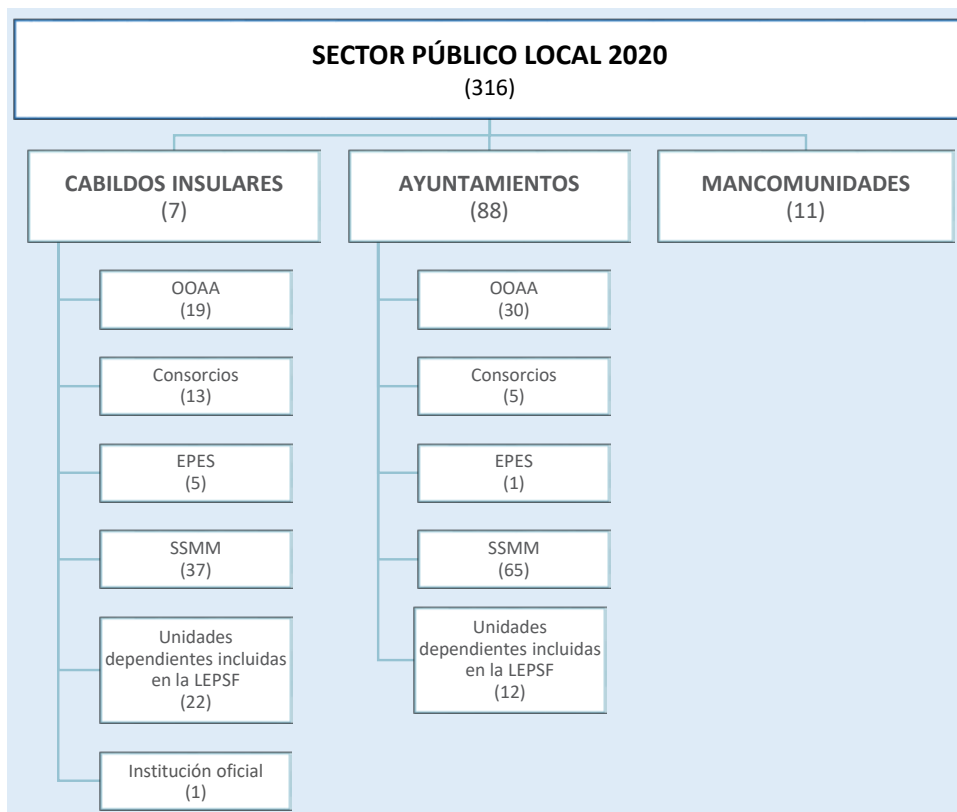 SECTOR PÚBLICO LOCAL 2020
(316)
CABILDOS INSULARES
(7)
OOAA
(19)
Consorcios
(13)
EPES
(5)
SSMM
(37)
Unidades
dependientes incluidas
en la LEPSF
(22)
Institución oficial
(1)
AYUNTAMIENTOS
(88)
OOAA
(30)
Consorcios
(5)
EPES
(1)
SSMM
(65)
Unidades
dependientes incluidas
en la LEPSF
(12)
MANCOMUNIDADES
(11)